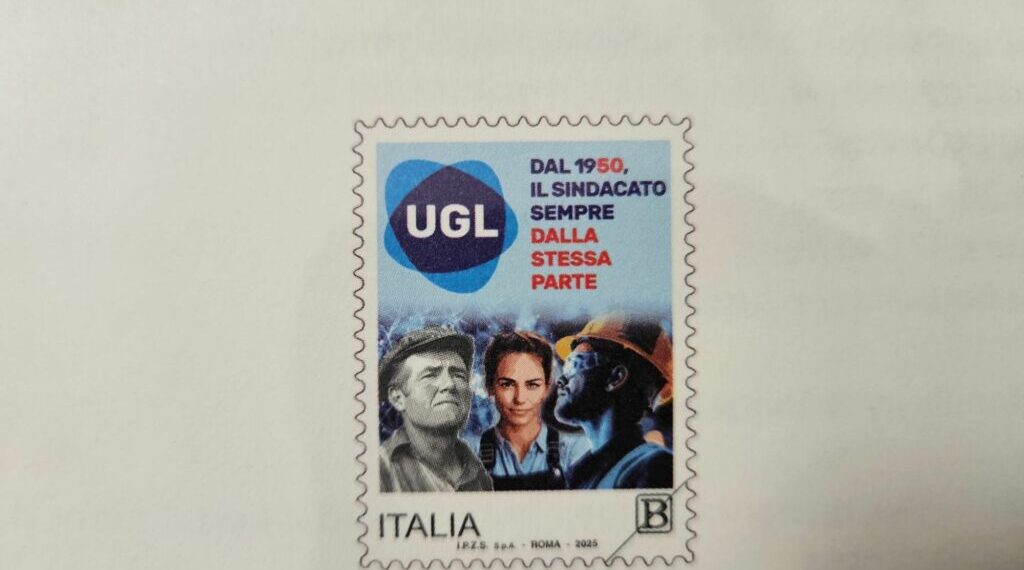 UGL
DAL 1950,
IL SINDACATO
SEMPRE
DALLA
STESSA
PARTE
ITALIA
B
I.P.Z.S. S.p.A. - ROMA - 2025